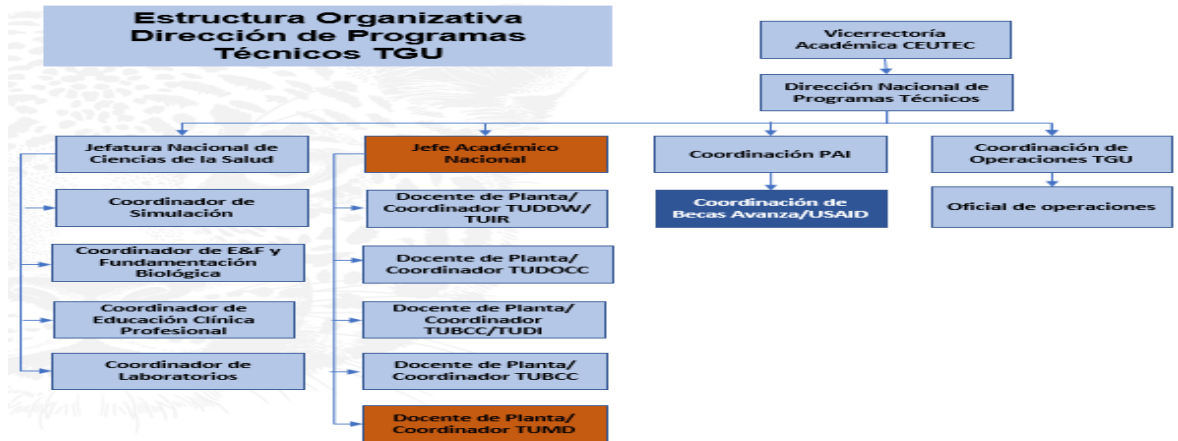 Estructura Organizativa
Dirección de Programas
Técnicos TGU
Vicerrectoría
Académica CEUTEC
Dirección Nacional de
Programas Técnicos
Jefatura Nacional de
Ciencias de la Salud
Jefe Académico
Nacional
Coordinación PAI
Coordinación de
Operaciones TGU
Coordinador de
Simulación
Docente de Planta/
Coordinador TUDDW/
TUIR
Coordinación de
Becas Avanza/USAID
Oficial de operaciones
Coordinador de E&F y
Fundamentación
Biológica
Docente de Planta/
Coordinador TUDOCC
Coordinador de
Educación Clínica
Profesional
Docente de Planta/
Coordinador
TUBCC/TUDI
Coordinador de
Laboratorios
Docente de Planta/
Coordinador TUBCC
Docente de Planta/
Coordinador TUMD